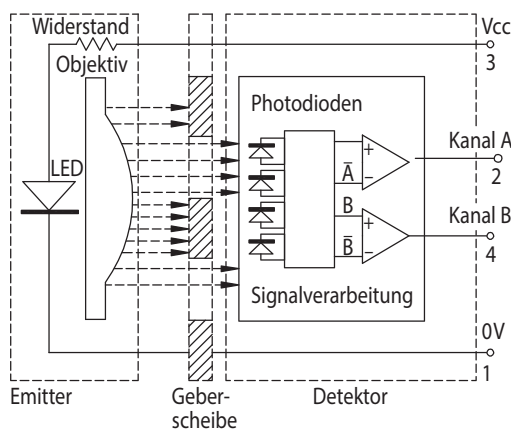 Widerstand
Objektiv
LED
Vcc
3
Photodioden
Kanal A
2
+
A̅
−
B
+
B̅
−
Kanal B
4
Signalverarbeitung
0V
1
Emitter
Geber-
scheibe
Detektor